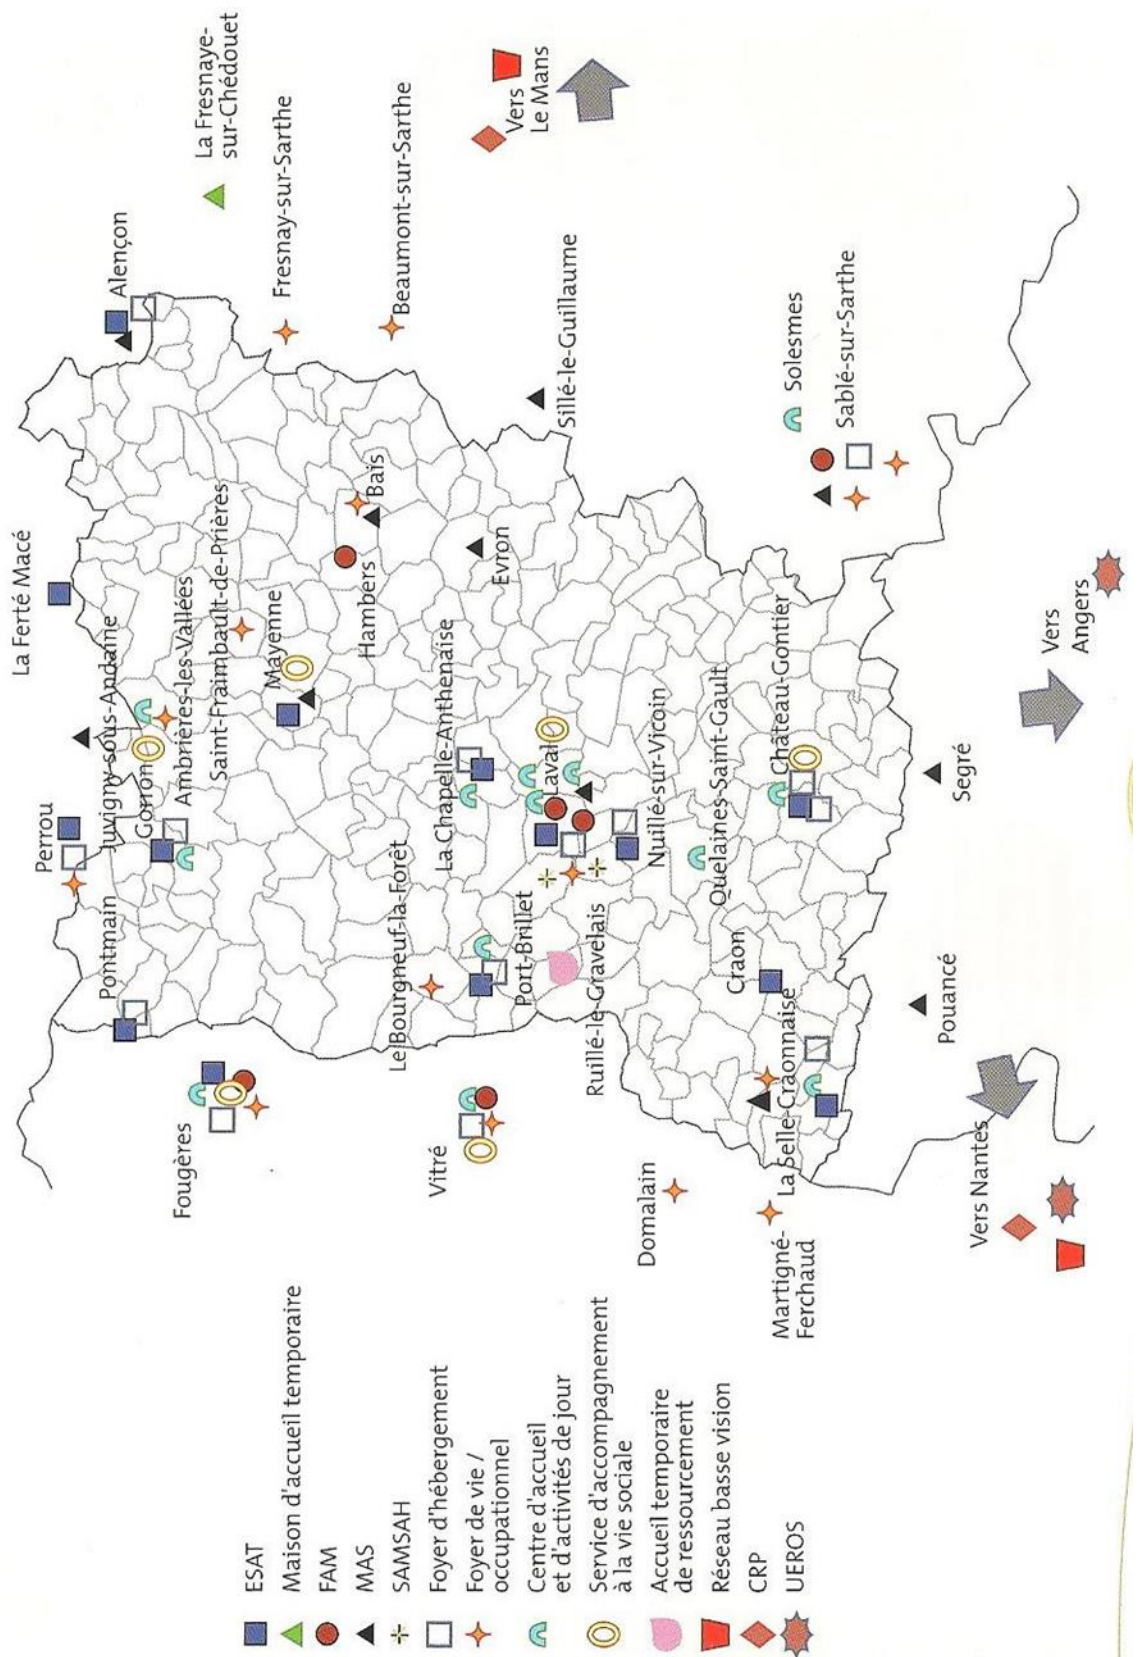 ESAT
Maison d'accueil temporaire
FAM
MAS
SAMSAH
Foyer d'hébergement
Foyer de vie /
occupationnel
Centre d'accueil
et d'activités de jour
Service d'accompagnement
à la vie sociale
Accueil temporaire
de ressourcement
Réseau basse vision
CRP
UEROS
La Ferté Macé
Perrou
Juvigny-sous-Andaine
Alençon
La Fresnaye-
sur-Chédouet
Pontmain
Gorron
Ambrières-les-Vallées
Saint-Fraimbault-de-Prières
Fougères
Mayenne
Fresnay-sur-Sarthe
Hambers
Bais
Beaumont-sur-Sarthe
Le Bourgneuf-la-Forêt
La Chapelle-Anthenaise
Evron
Vitré
Vers
Le Mans
Port-Brillet
Laval
Sillé-le-Guillaume
Ruillé-le-Gravelais
Nuillé-sur-Vicoin
Domalain
Quelaines-Saint-Gault
Craon
Château-Gontier
Solesmes
Sablé-sur-Sarthe
La Selle-Craonnaise
Martigné-
Ferchaud
Pouancé
Segré
Vers Nantes
Vers
Angers